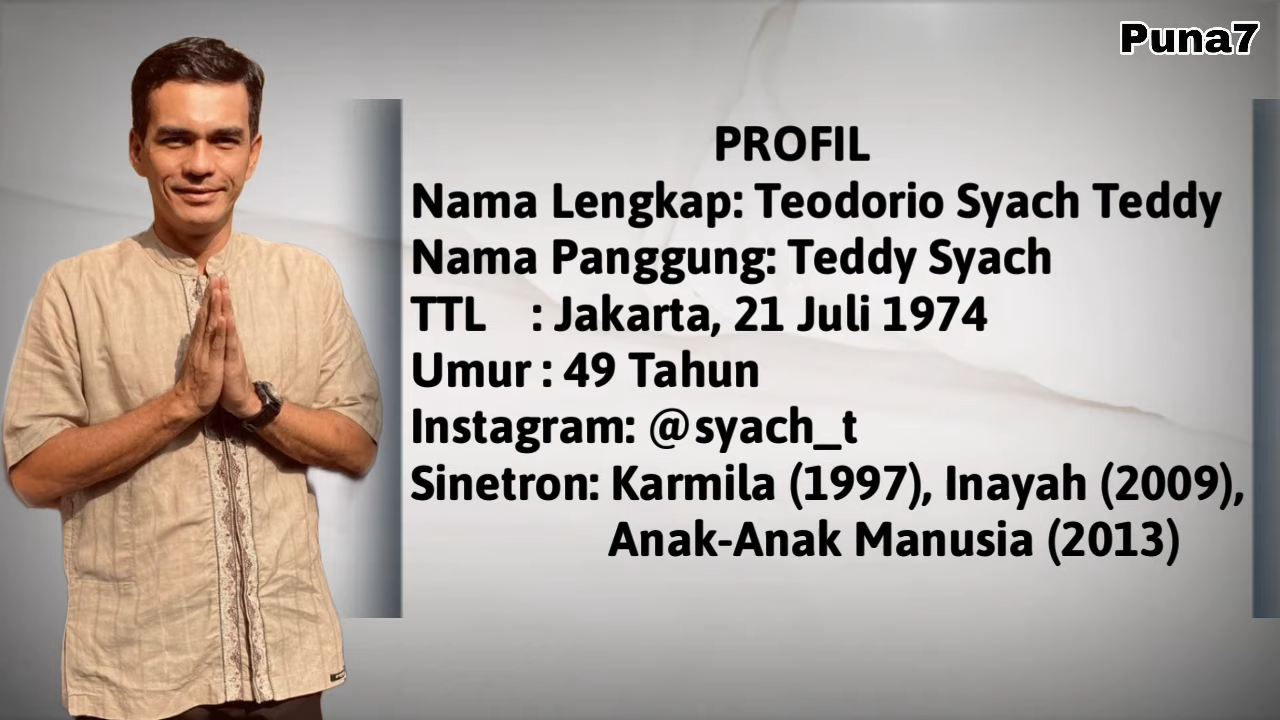 Puna7
PROFIL
Nama Lengkap: Teodorio Syach Teddy
Nama Panggung: Teddy Syach
TTL : Jakarta, 21 Juli 1974
Umur : 49 Tahun
Instagram: @syach_t
Sinetron: Karmila (1997), Inayah (2009),
Anak-Anak Manusia (2013)